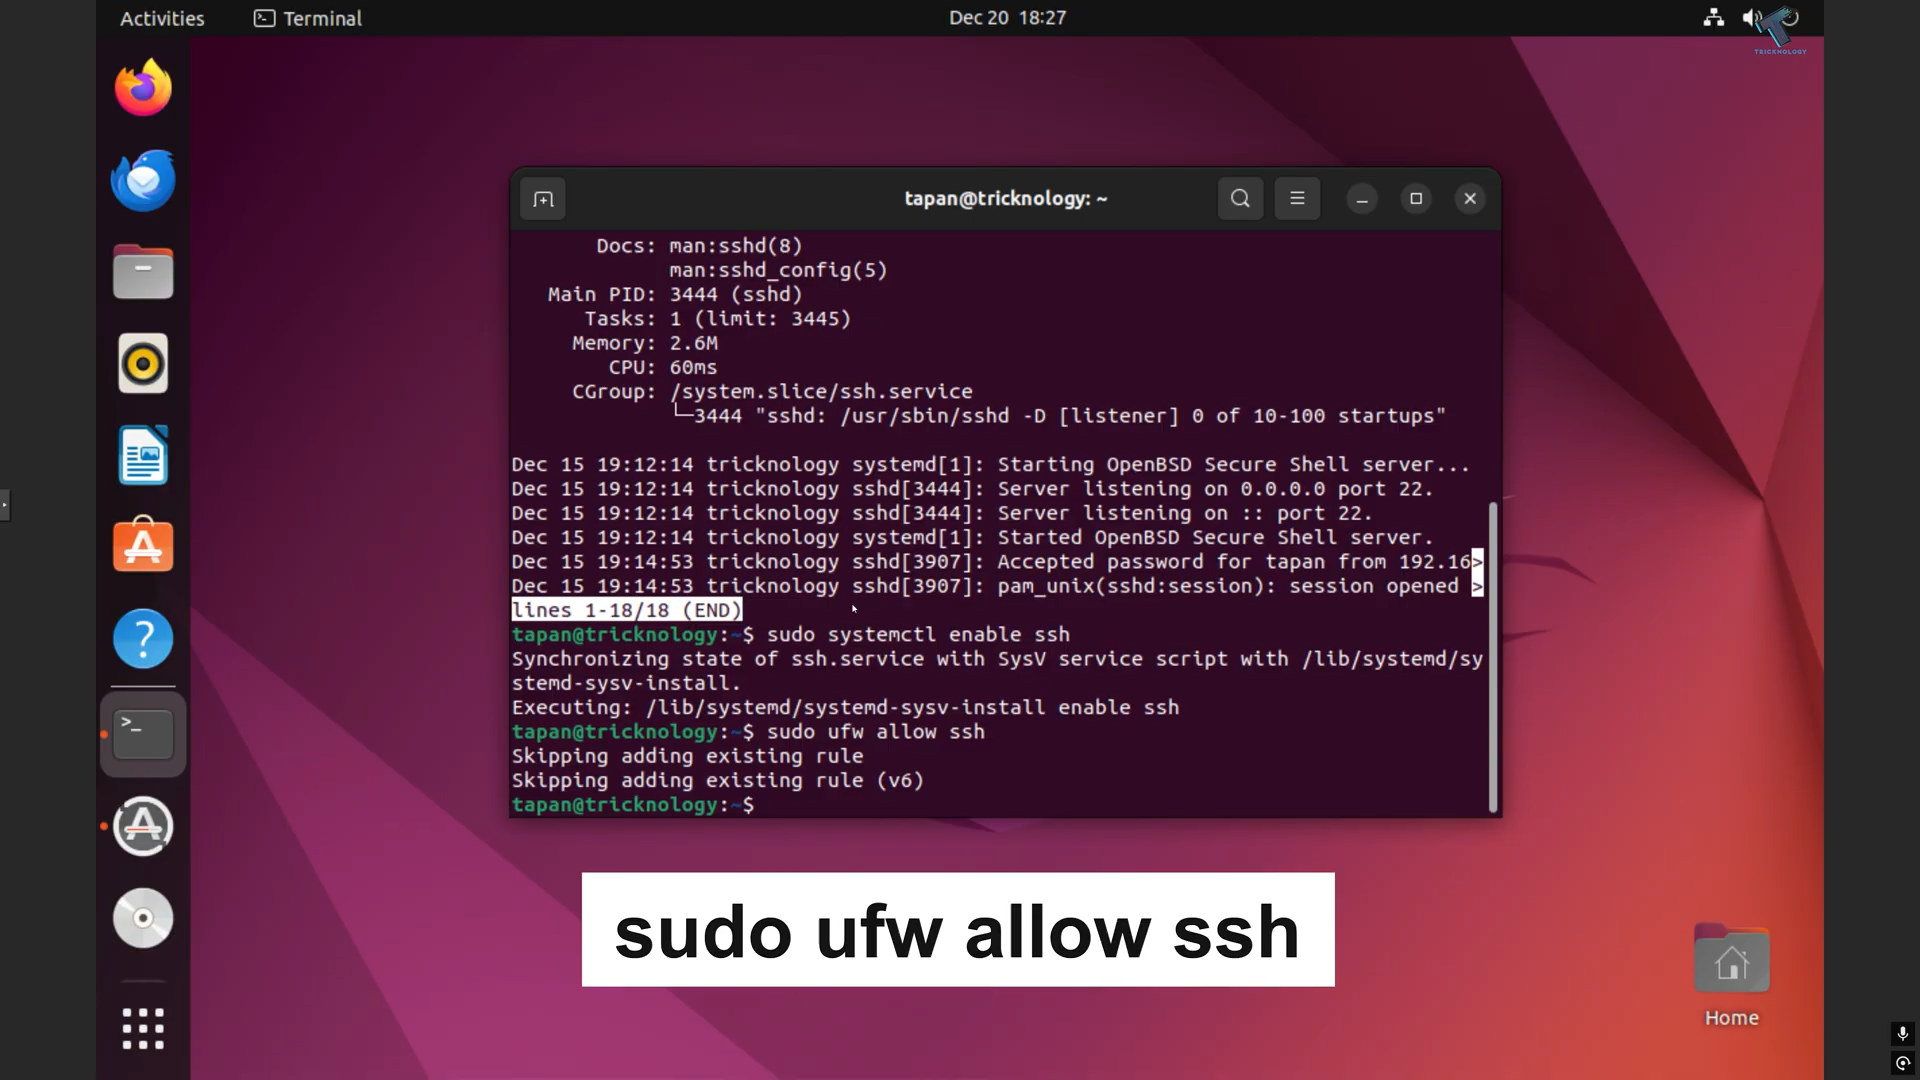 Activities Terminal Dec 20 18:27
TRICKNOLOGY
tapan@tricknology: ~
Docs: man:sshd(8)
man:sshd_config(5)
Main PID: 3444 (sshd)
Tasks: 1 (limit: 3445)
Memory: 2.6M
CPU: 60ms
CGroup: /system.slice/ssh.service
└─3444 "sshd: /usr/sbin/sshd -D [listener] 0 of 10-100 startups"
Dec 15 19:12:14 tricknology systemd[1]: Starting OpenBSD Secure Shell server...
Dec 15 19:12:14 tricknology sshd[3444]: Server listening on 0.0.0.0 port 22.
Dec 15 19:12:14 tricknology sshd[3444]: Server listening on :: port 22.
Dec 15 19:12:14 tricknology systemd[1]: Started OpenBSD Secure Shell server.
Dec 15 19:14:53 tricknology sshd[3907]: Accepted password for tapan from 192.16>
Dec 15 19:14:53 tricknology sshd[3907]: pam_unix(sshd:session): session opened >
lines 1-18/18 (END)
tapan@tricknology:~$ sudo systemctl enable ssh
Synchronizing state of ssh.service with SysV service script with /lib/systemd/sy
stemd-sysv-install.
Executing: /lib/systemd/systemd-sysv-install enable ssh
tapan@tricknology:~$ sudo ufw allow ssh
Skipping adding existing rule
Skipping adding existing rule (v6)
tapan@tricknology:~$
sudo ufw allow ssh
Home